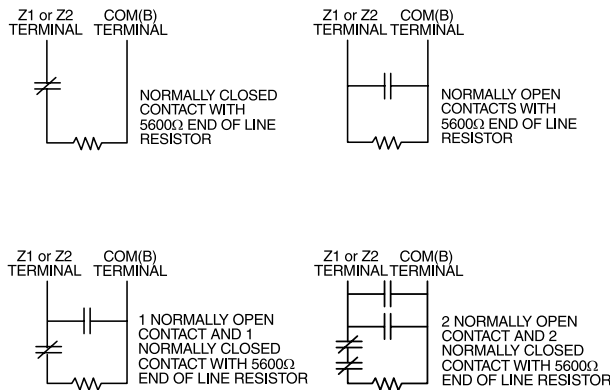 Z1 or Z2 COM(B)
TERMINAL TERMINAL
NORMALLY CLOSED
CONTACT WITH
5600Ω END OF LINE
RESISTOR
Z1 or Z2 COM(B)
TERMINAL TERMINAL
NORMALLY OPEN
CONTACTS WITH
5600Ω END OF LINE
RESISTOR
Z1 or Z2 COM(B)
TERMINAL TERMINAL
1 NORMALLY OPEN
CONTACT AND 1
NORMALLY CLOSED
CONTACT WITH 5600Ω
END OF LINE RESISTOR
Z1 or Z2 COM(B)
TERMINAL TERMINAL
2 NORMALLY OPEN
CONTACT AND 2
NORMALLY CLOSED
CONTACT WITH 5600Ω
END OF LINE RESISTOR